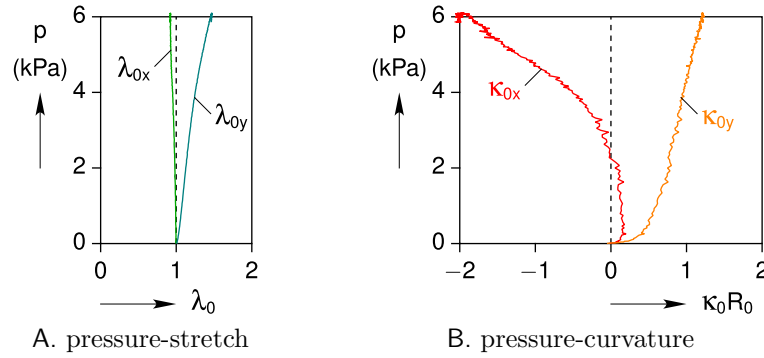 p
(kPa)
6
4
2
0
λ0x
λ0y
0 1 2
λ0
A. pressure-stretch
p
(kPa)
6
4
2
0
κ0x
κ0y
−2 −1 0 1 2
κ0R0
B. pressure-curvature